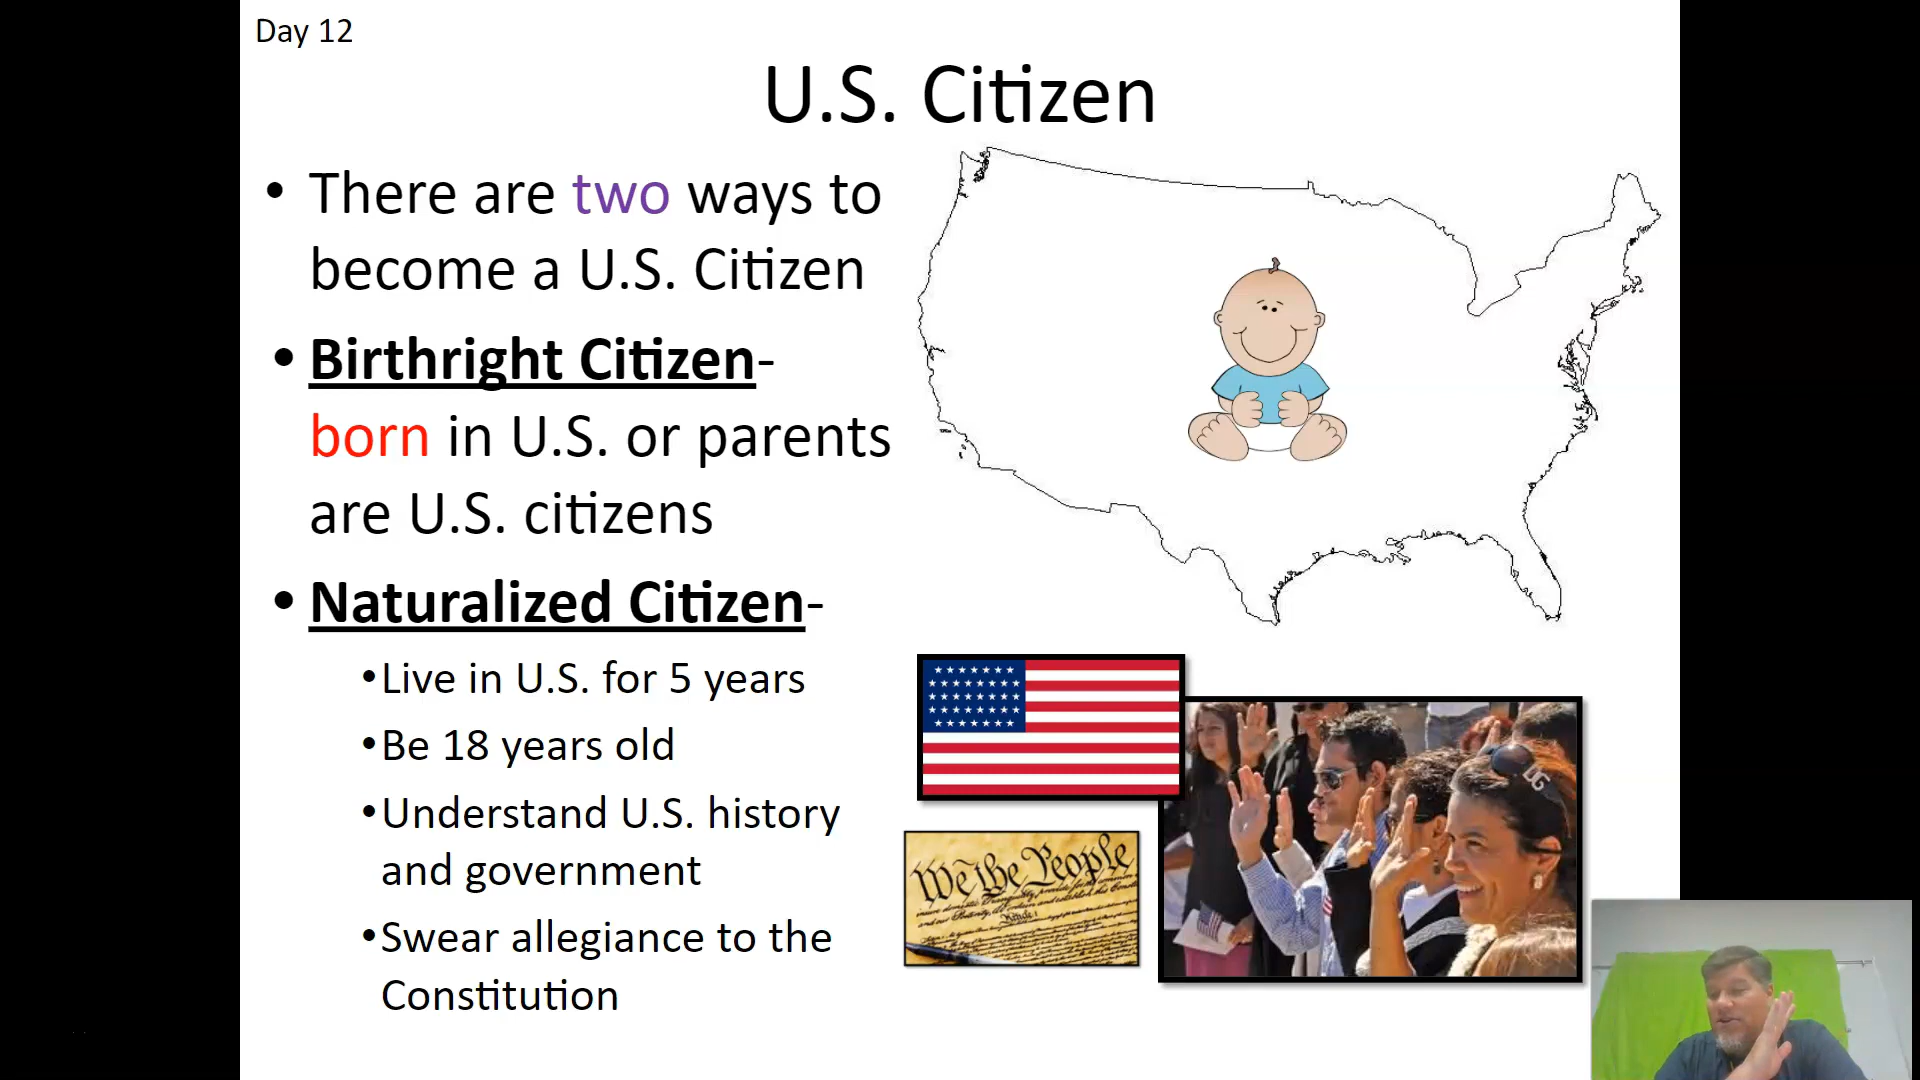 Day 12
U.S. Citizen
• There are two ways to
become a U.S. Citizen
• Birthright Citizen-
born in U.S. or parents
are U.S. citizens
• Naturalized Citizen-
•Live in U.S. for 5 years
•Be 18 years old
•Understand U.S. history
and government
•Swear allegiance to the
Constitution
We the People
Article I